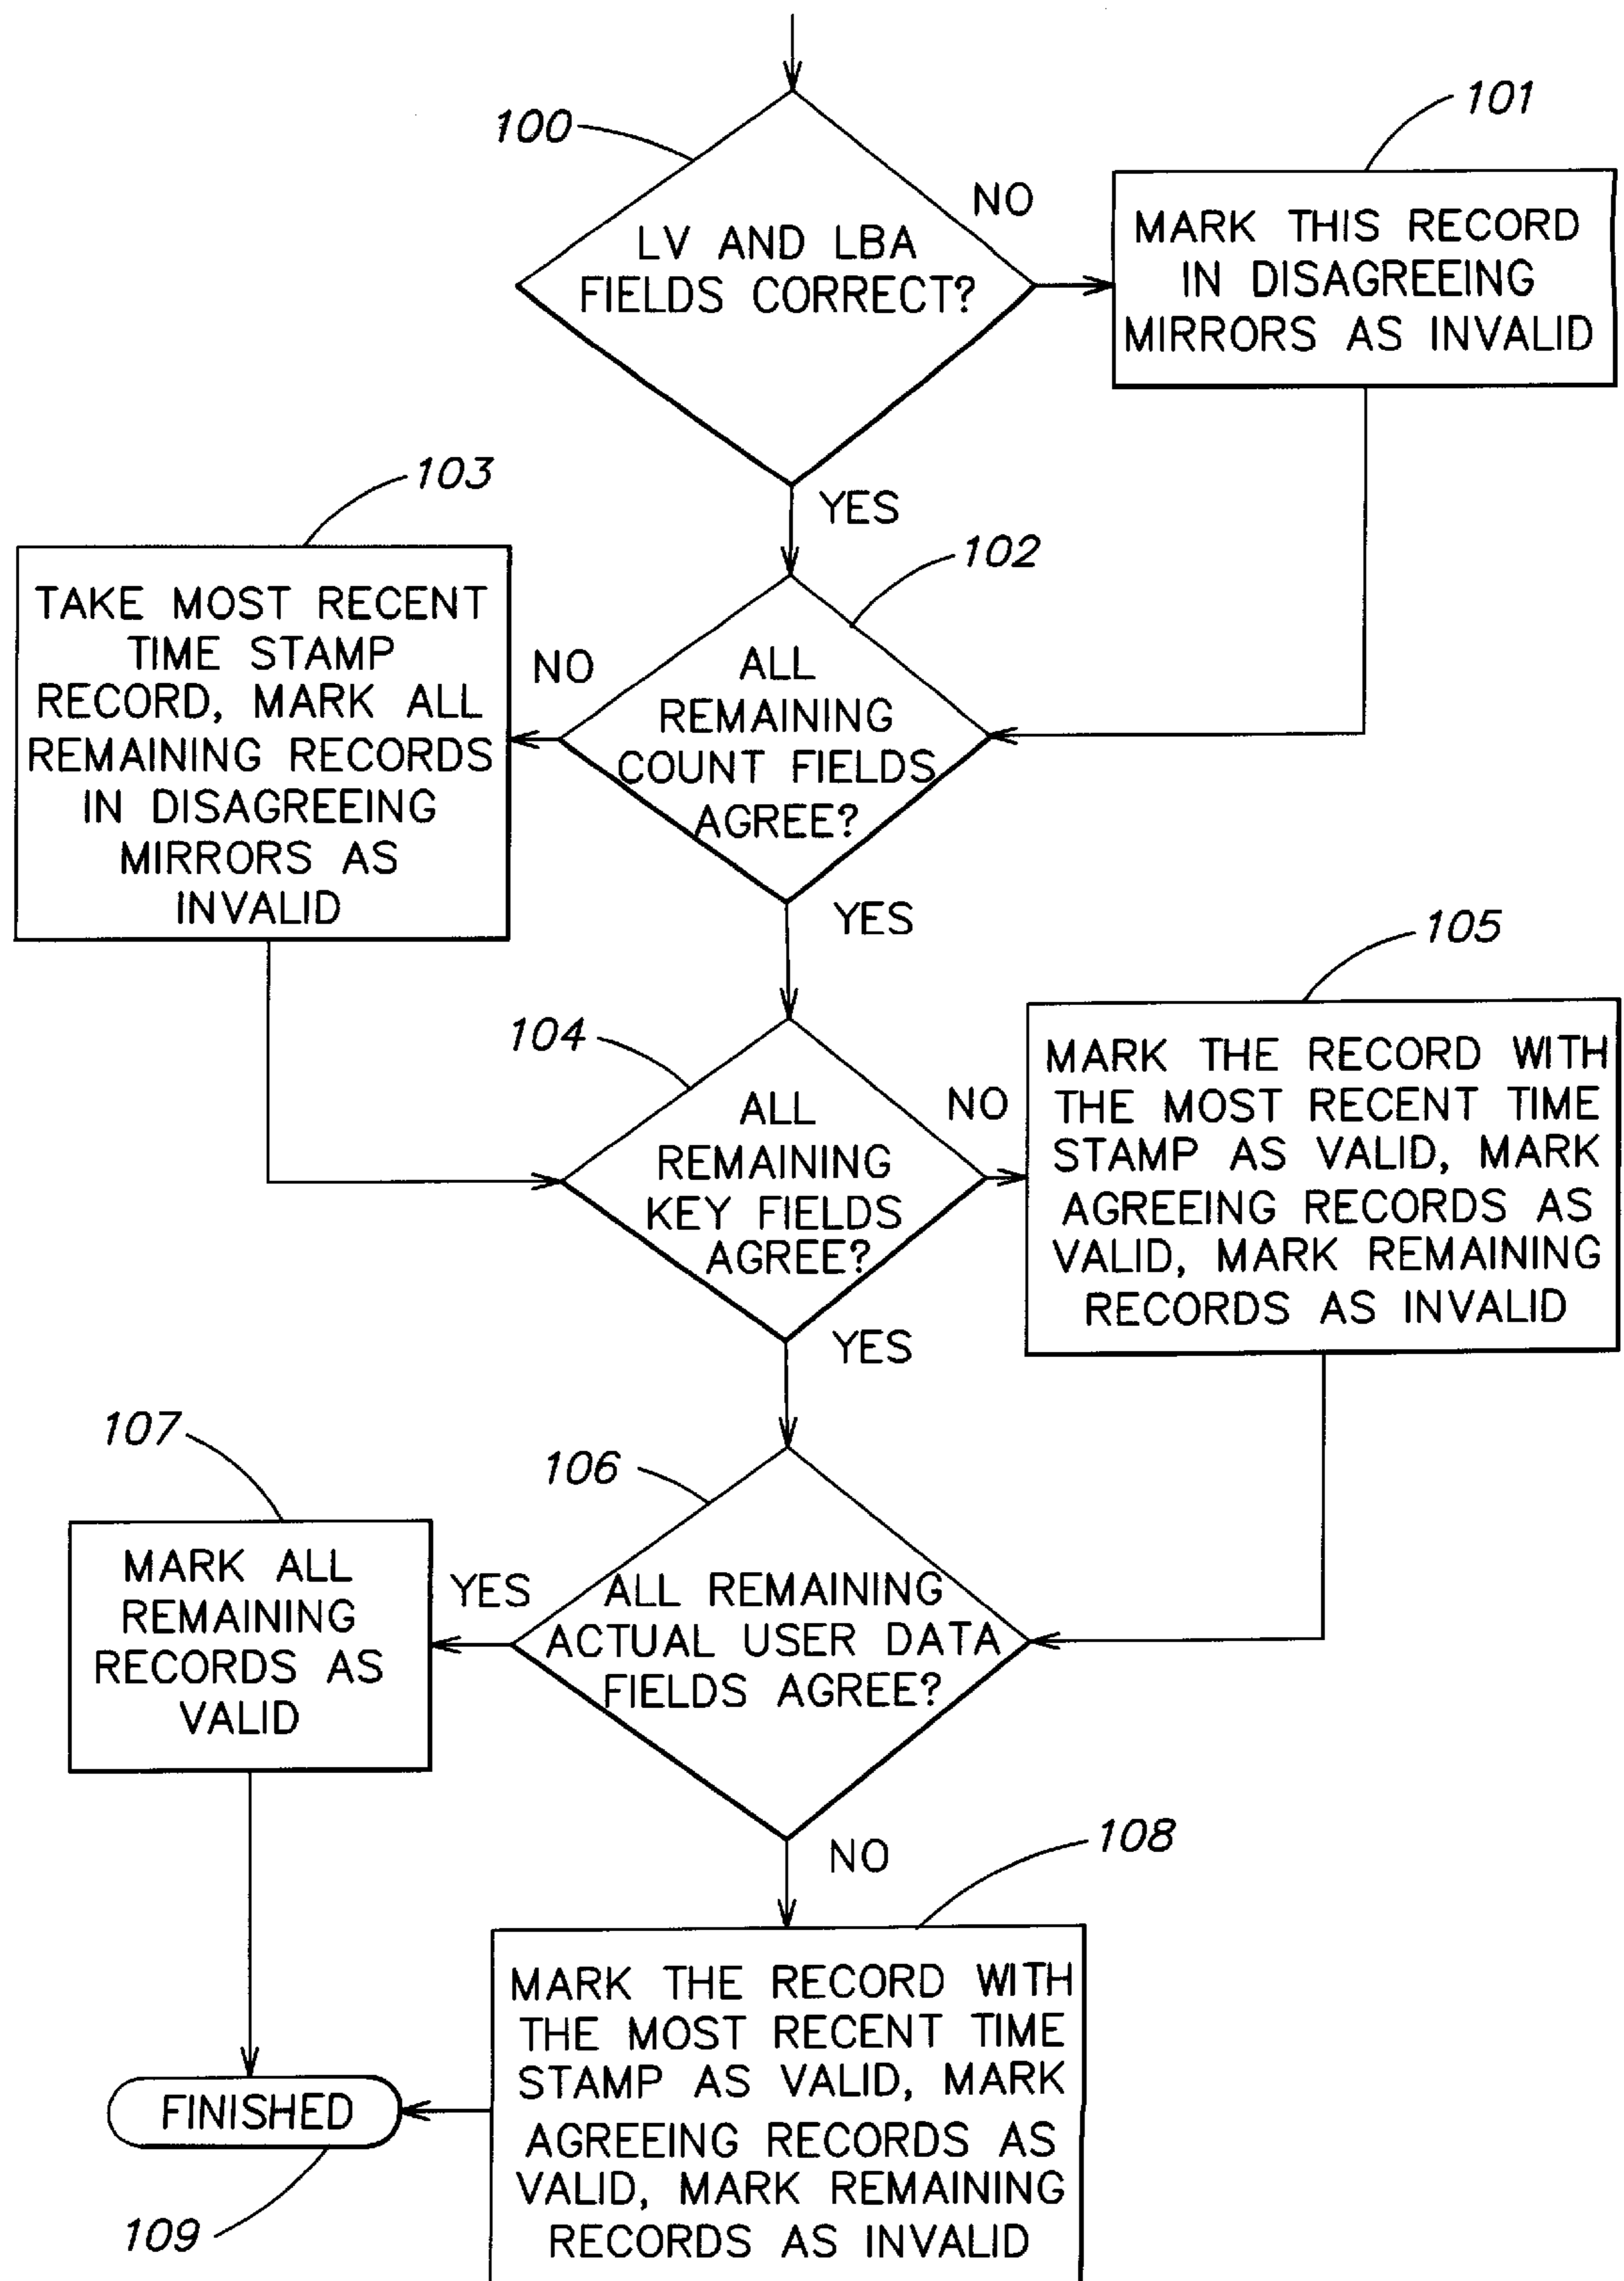 100
LV AND LBA
FIELDS CORRECT?
NO
101
MARK THIS RECORD
IN DISAGREEING
MIRRORS AS INVALID
YES
103
TAKE MOST RECENT
TIME STAMP
RECORD, MARK ALL
REMAINING RECORDS
IN DISAGREEING
MIRRORS AS
INVALID
NO
102
ALL
REMAINING
COUNT FIELDS
AGREE?
YES
104
ALL
REMAINING
KEY FIELDS
AGREE?
NO
105
MARK THE RECORD WITH
THE MOST RECENT TIME
STAMP AS VALID, MARK
AGREEING RECORDS AS
VALID, MARK REMAINING
RECORDS AS INVALID
YES
107
MARK ALL
REMAINING
RECORDS AS
VALID
YES
106
ALL REMAINING
ACTUAL USER DATA
FIELDS AGREE?
NO
108
MARK THE RECORD WITH
THE MOST RECENT TIME
STAMP AS VALID, MARK
AGREEING RECORDS AS
VALID, MARK REMAINING
RECORDS AS INVALID
FINISHED
109